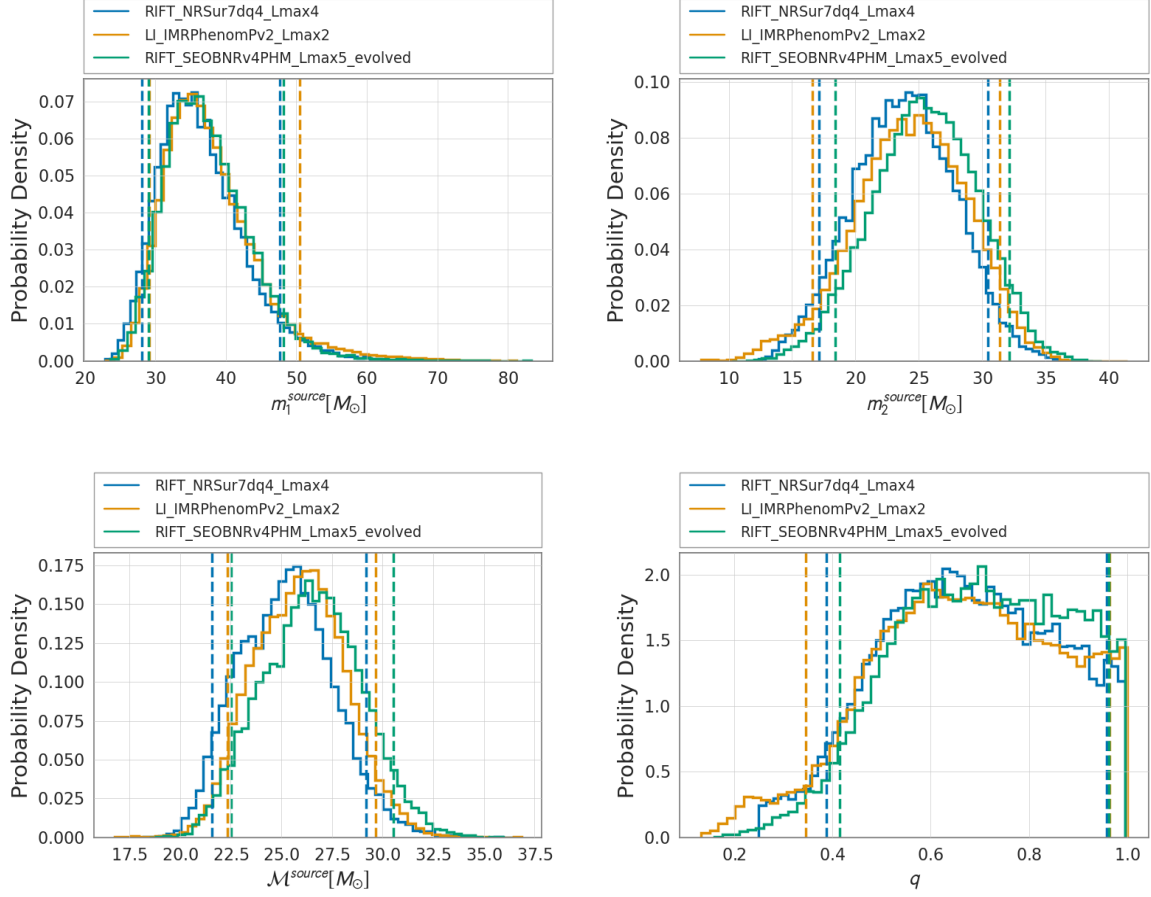 RIFT_NRSur7dq4_Lmax4
LI_IMRPhenomPv2_Lmax2
RIFT_SEOBNRv4PHM_Lmax5_evolved
Probability Density
0.07
0.06
0.05
0.04
0.03
0.02
0.01
0.00
20 30 40 50 60 70 80
m₁^source [M⊙]
RIFT_NRSur7dq4_Lmax4
LI_IMRPhenomPv2_Lmax2
RIFT_SEOBNRv4PHM_Lmax5_evolved
Probability Density
0.10
0.08
0.06
0.04
0.02
0.00
10 15 20 25 30 35 40
m₂^source [M⊙]
RIFT_NRSur7dq4_Lmax4
LI_IMRPhenomPv2_Lmax2
RIFT_SEOBNRv4PHM_Lmax5_evolved
Probability Density
0.175
0.150
0.125
0.100
0.075
0.050
0.025
0.000
17.5 20.0 22.5 25.0 27.5 30.0 32.5 35.0 37.5
ℳ^source [M⊙]
RIFT_NRSur7dq4_Lmax4
LI_IMRPhenomPv2_Lmax2
RIFT_SEOBNRv4PHM_Lmax5_evolved
Probability Density
2.0
1.5
1.0
0.5
0.0
0.2 0.4 0.6 0.8 1.0
q